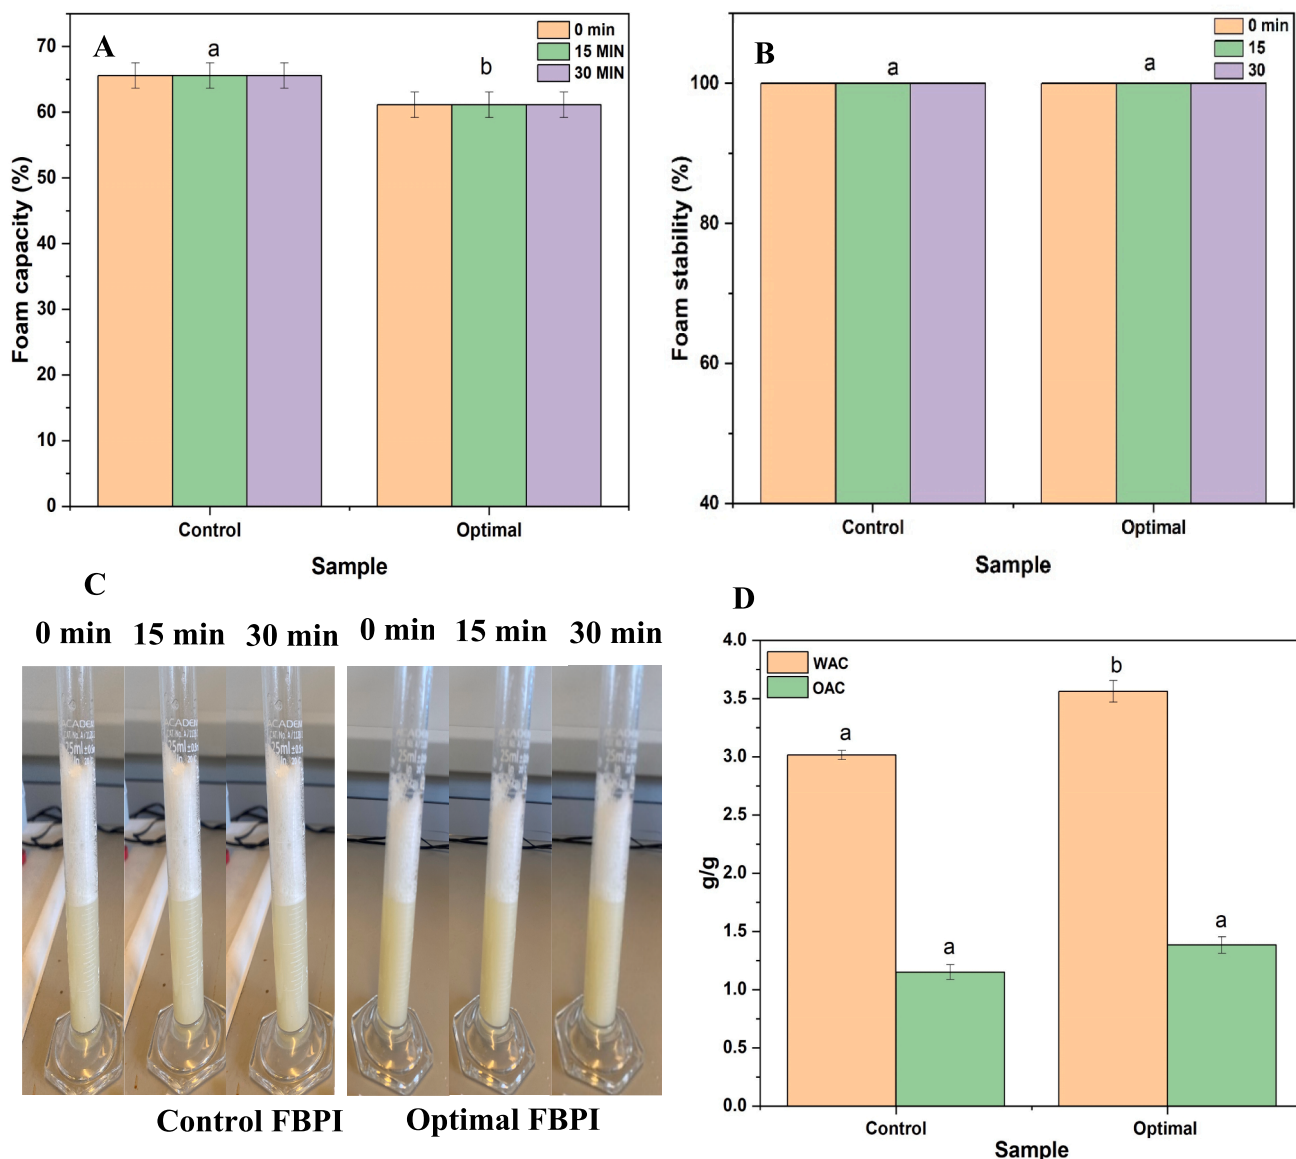 A
0 min
15 MIN
30 MIN
a
b
70
60
50
40
30
20
10
0
Foam capacity (%)
Control
Optimal
Sample
B
0 min
15
30
a
a
100
80
60
40
Foam stability (%)
Control
Optimal
Sample
C
0 min 15 min 30 min 0 min 15 min 30 min
ACADE
25ml
Control FBPI Optimal FBPI
D
WAC
OAC
a
a
b
a
4.0
3.5
3.0
2.5
2.0
1.5
1.0
0.5
0.0
g/g
Control
Optimal
Sample